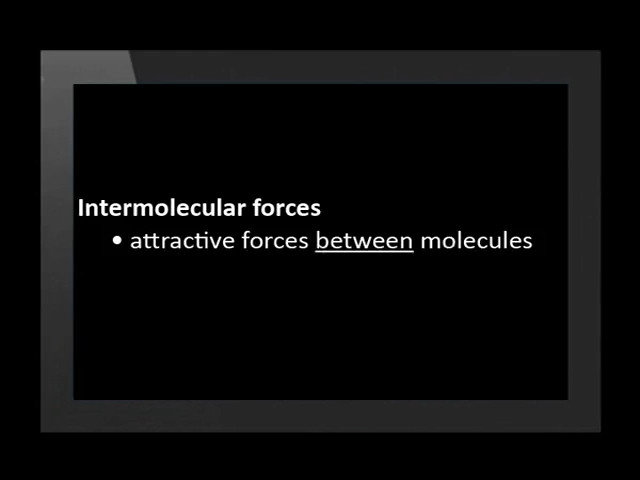 Intermolecular forces
• attractive forces between molecules